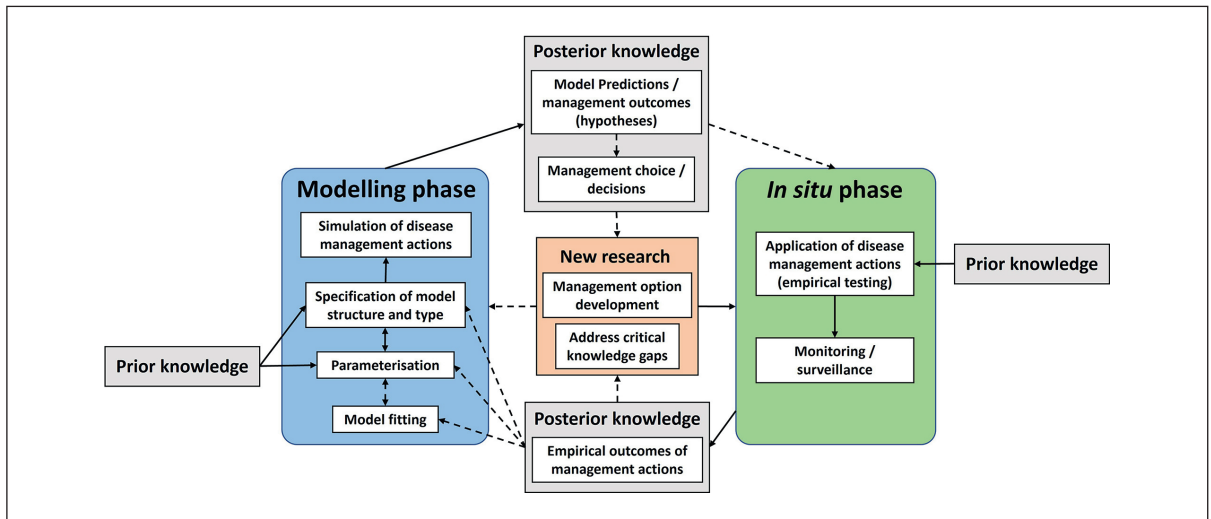 Posterior knowledge
Model Predictions /
management outcomes
(hypotheses)
Management choice /
decisions
Modelling phase
Simulation of disease
management actions
Specification of model
structure and type
Parameterisation
Model fitting
Prior knowledge
New research
Management option
development
Address critical
knowledge gaps
Posterior knowledge
Empirical outcomes of
management actions
In situ phase
Application of disease
management actions
(empirical testing)
Monitoring /
surveillance
Prior knowledge